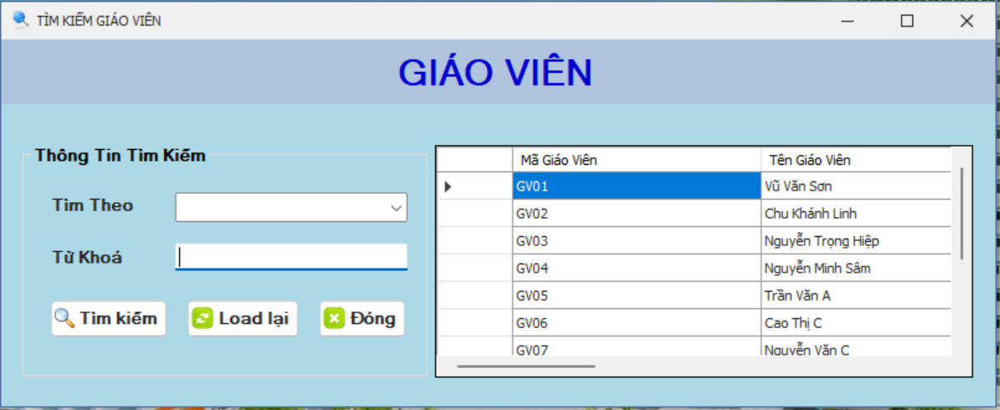 TÌM KIẾM GIÁO VIÊN
GIÁO VIÊN
Thông Tin Tìm Kiếm
Tìm Theo
Từ Khoá
Tìm kiếm Load lại Đóng
Mã Giáo Viên Tên Giáo Viên
GV01 Vũ Văn Sơn
GV02 Chu Khánh Linh
GV03 Nguyễn Trọng Hiệp
GV04 Nguyễn Minh Sâm
GV05 Trần Văn A
GV06 Cao Thị C
GV07 Nguyễn Văn C